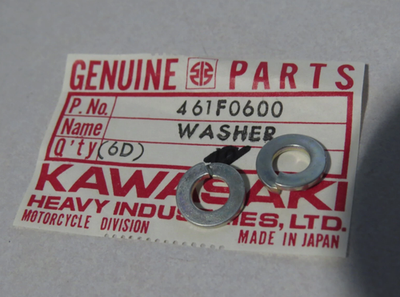 GENUINE PARTS
P. No. 461F0600
Name WASHER
Q'ty (6D)
KAWASAKI
HEAVY INDUSTRIES, LTD.
MOTORCYCLE DIVISION MADE IN JAPAN